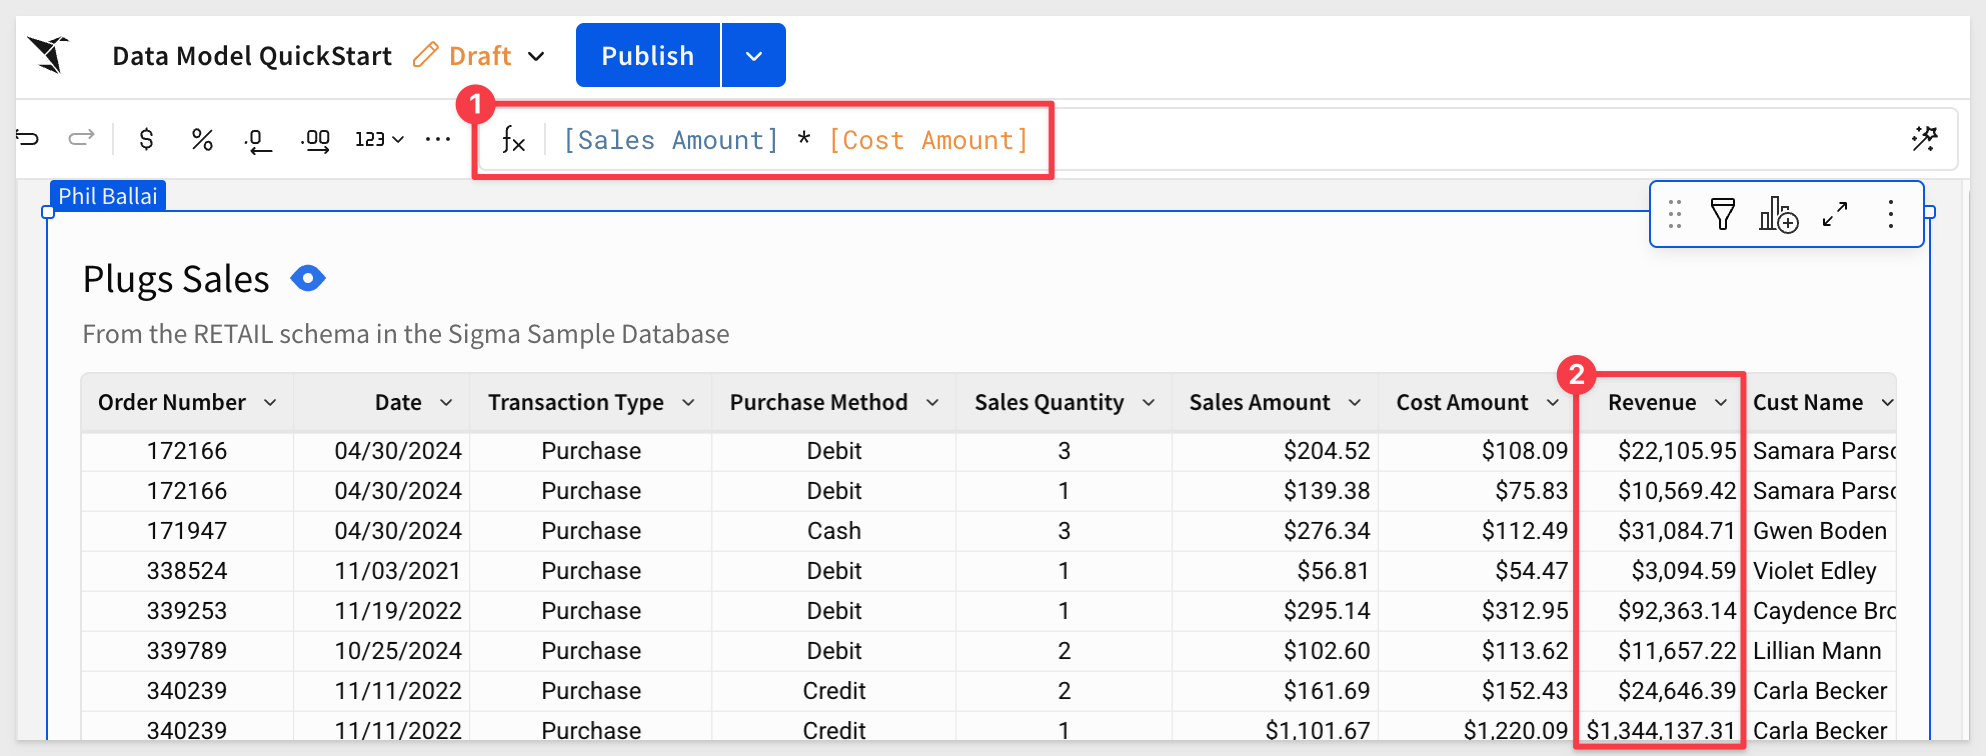 Data Model QuickStart Draft Publish
1
$ % .0 .00 123 ... fx [Sales Amount] * [Cost Amount]
Phil Ballai
Plugs Sales
From the RETAIL schema in the Sigma Sample Database
2
Order Number Date Transaction Type Purchase Method Sales Quantity Sales Amount Cost Amount Revenue Cust Name
172166 04/30/2024 Purchase Debit 3 $204.52 $108.09 $22,105.95 Samara Parsc
172166 04/30/2024 Purchase Debit 1 $139.38 $75.83 $10,569.42 Samara Parsc
171947 04/30/2024 Purchase Cash 3 $276.34 $112.49 $31,084.71 Gwen Boden
338524 11/03/2021 Purchase Debit 1 $56.81 $54.47 $3,094.59 Violet Edley
339253 11/19/2022 Purchase Debit 1 $295.14 $312.95 $92,363.14 Caydence Brc
339789 10/25/2024 Purchase Debit 2 $102.60 $113.62 $11,657.22 Lillian Mann
340239 11/11/2022 Purchase Credit 2 $161.69 $152.43 $24,646.39 Carla Becker
340239 11/11/2022 Purchase Credit 1 $1,101.67 $1,220.09 $1,344,137.31 Carla Becker